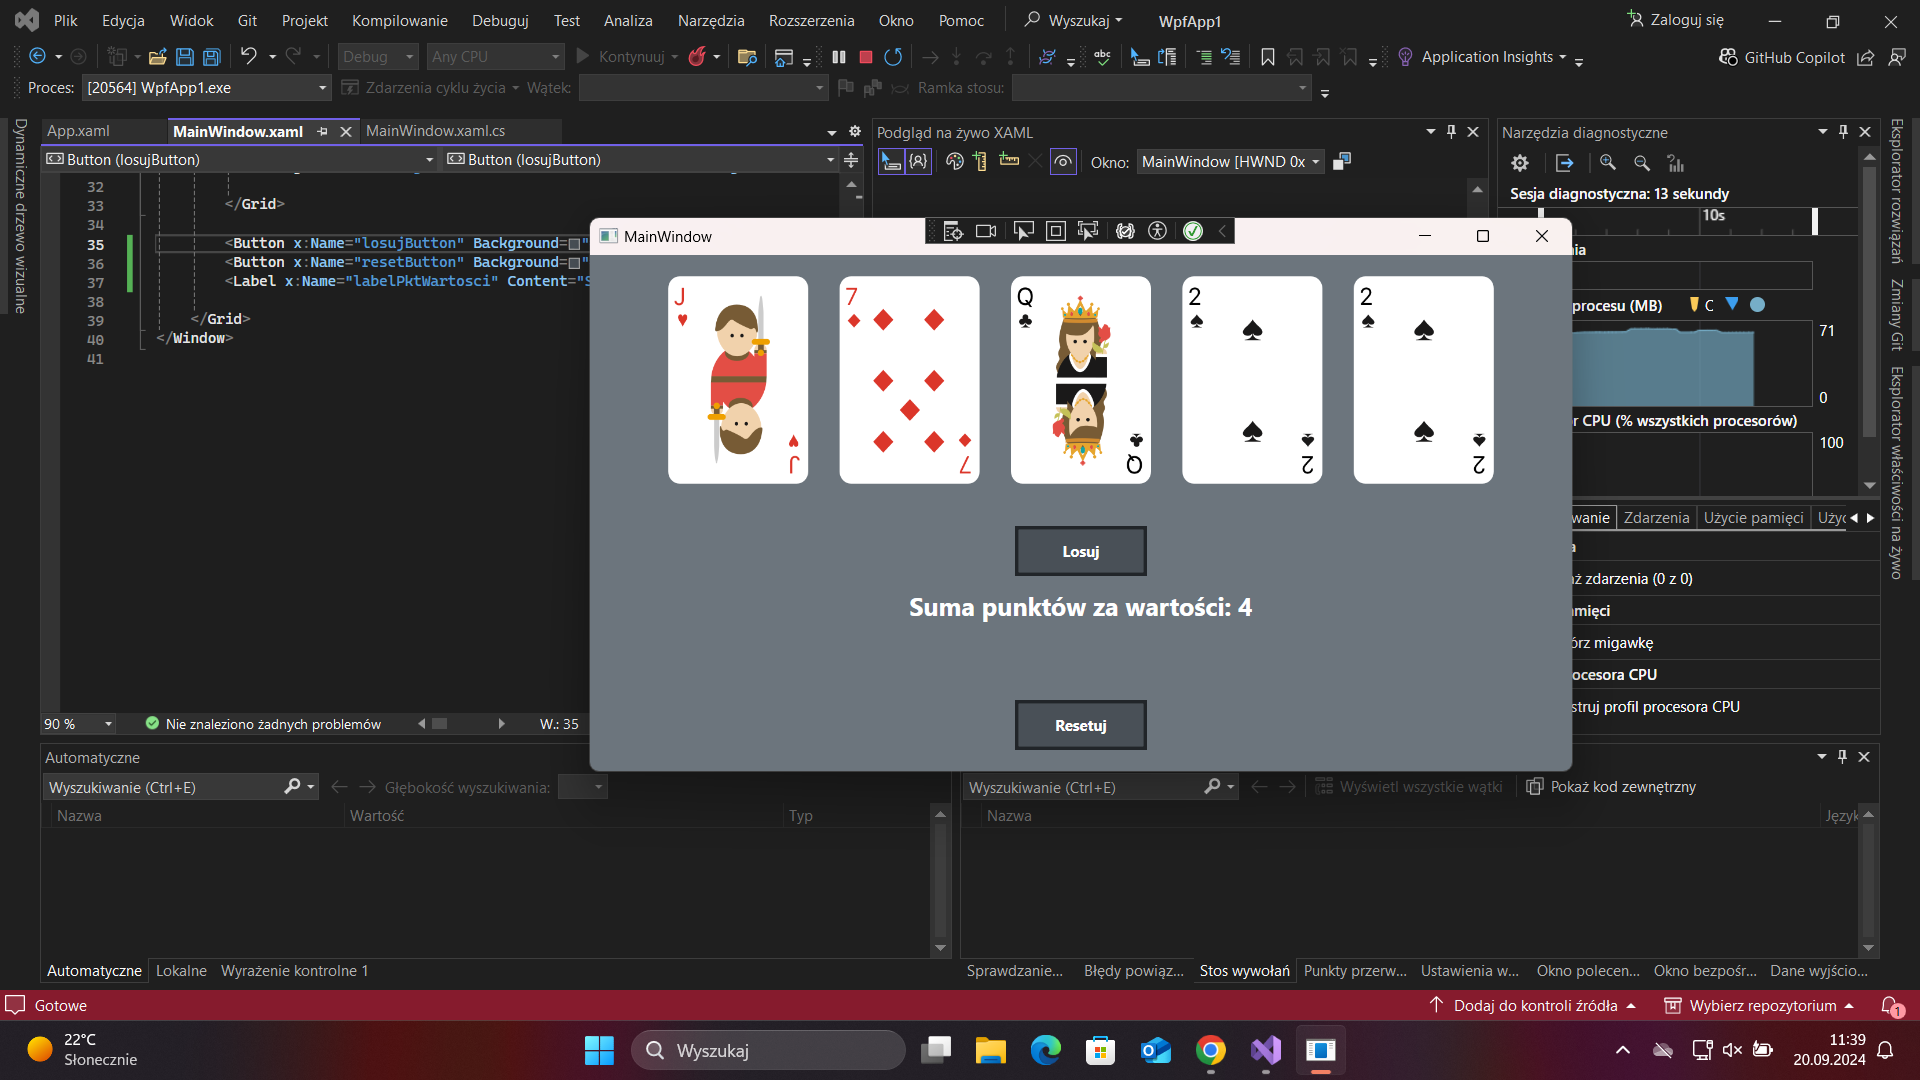 Plik Edycja Widok Git Projekt Kompilowanie Debuguj Test Analiza Narzędzia Rozszerzenia Okno Pomoc Wyszukaj WpfApp1 Zaloguj się
Debug Any CPU Kontynuuj Application Insights GitHub Copilot
Proces: [20564] WpfApp1.exe Zdarzenia cyklu życia Wątek: Ramka stosu:
Dynamiczne drzewo wizualne
App.xaml MainWindow.xaml MainWindow.xaml.cs
Button (losujButton) Button (losujButton)
32
33 </Grid>
34
35 <Button x:Name="losujButton" Background=
36 <Button x:Name="resetButton" Background=
37 <Label x:Name="labelPktWartosci" Content="S
38
39 </Grid>
40 </Window>
41
90 % Nie znaleziono żadnych problemów W.: 35
Podgląd na żywo XAML
Okno: MainWindow [HWND 0x
MainWindow
J
7
Q
2
2
J
7
Q
2
2
Losuj
Suma punktów za wartości: 4
Resetuj
Narzędzia diagnostyczne
Sesja diagnostyczna: 13 sekundy
10s
nia
procesu (MB) C
71
0
r CPU (% wszystkich procesorów)
100
wanie Zdarzenia Użycie pamięci Użyc
a
aż zdarzenia (0 z 0)
amięci
órz migawkę
ocesora CPU
struj profil procesora CPU
Eksplorator rozwiązań
Zmiany Git
Eksplorator właściwości na żywo
Automatyczne
Wyszukiwanie (Ctrl+E) Głębokość wyszukiwania:
Nazwa Wartość Typ
Automatyczne Lokalne Wyrażenie kontrolne 1
Wyszukiwanie (Ctrl+E) Wyświetl wszystkie wątki Pokaż kod zewnętrzny
Nazwa Język
Sprawdzanie... Błędy powiąz... Stos wywołań Punkty przerw... Ustawienia w... Okno polecen... Okno bezpośr... Dane wyjścio...
Gotowe Dodaj do kontroli źródła Wybierz repozytorium 1
22°C
Słonecznie
Wyszukaj
11:39
20.09.2024